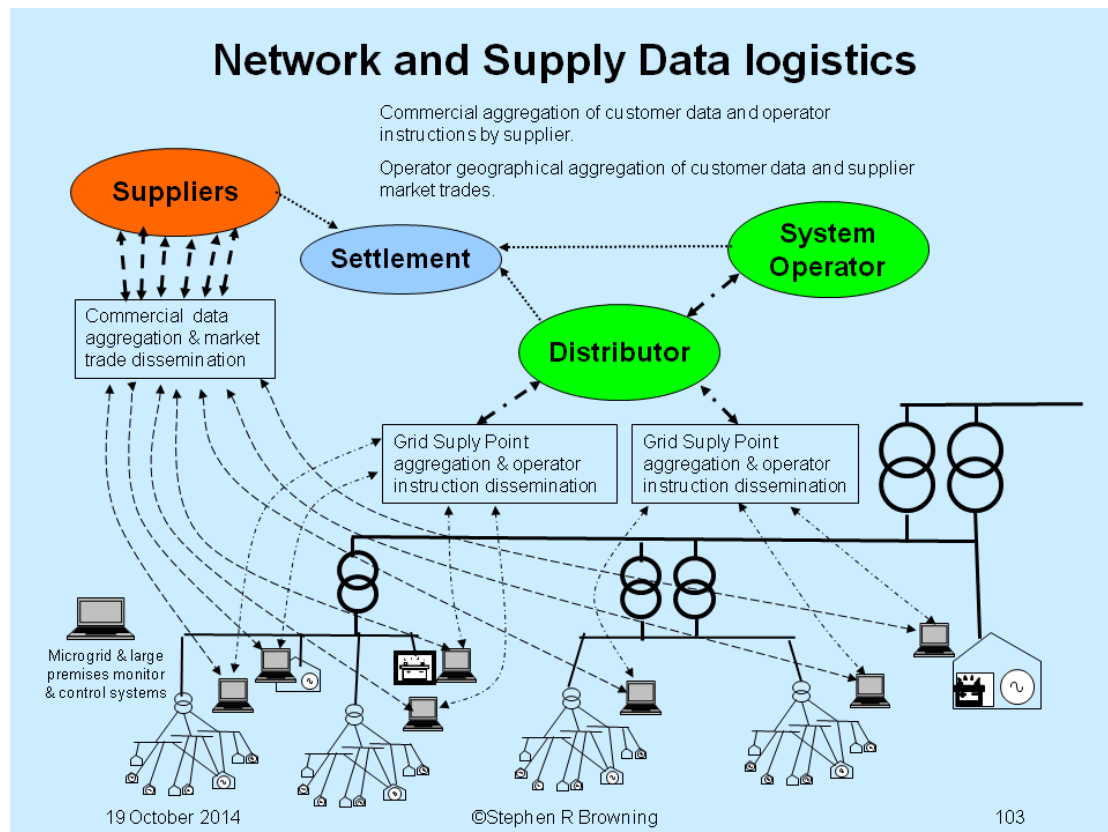 Network and Supply Data logistics
Commercial aggregation of customer data and operator
instructions by supplier.
Operator geographical aggregation of customer data and supplier
market trades.
Suppliers
Settlement
System
Operator
Distributor
Commercial data
aggregation & market
trade dissemination
Grid Suply Point
aggregation & operator
instruction dissemination
Grid Suply Point
aggregation & operator
instruction dissemination
Microgrid & large
premises monitor
& control systems
19 October 2014
©Stephen R Browning
103